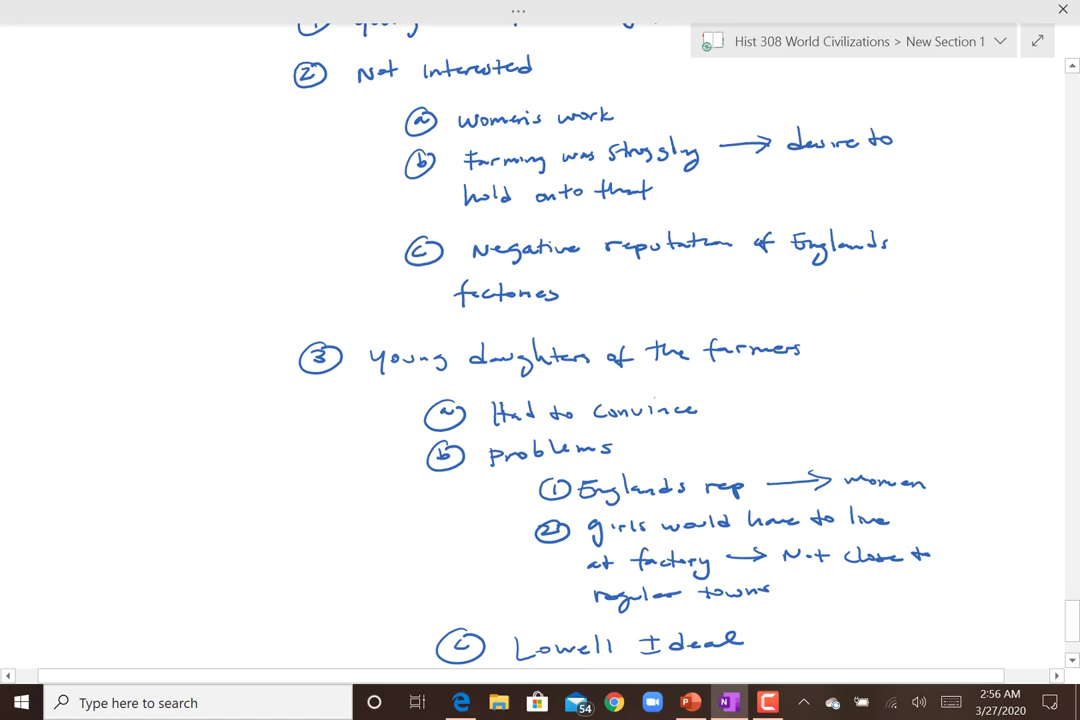 Hist 308 World Civilizations > New Section 1
② Not interested
ⓐ Women's work
ⓑ Farming was struggling → desire to
hold onto that
ⓒ Negative reputation of Englands
factories
③ Young daughters of the farmers
ⓐ Had to convince
ⓑ Problems
① Englands rep → women
② girls would have to live
at factory → Not close to
regular towns
ⓒ Lowell Ideal
Type here to search
54
2:56 AM
3/27/2020